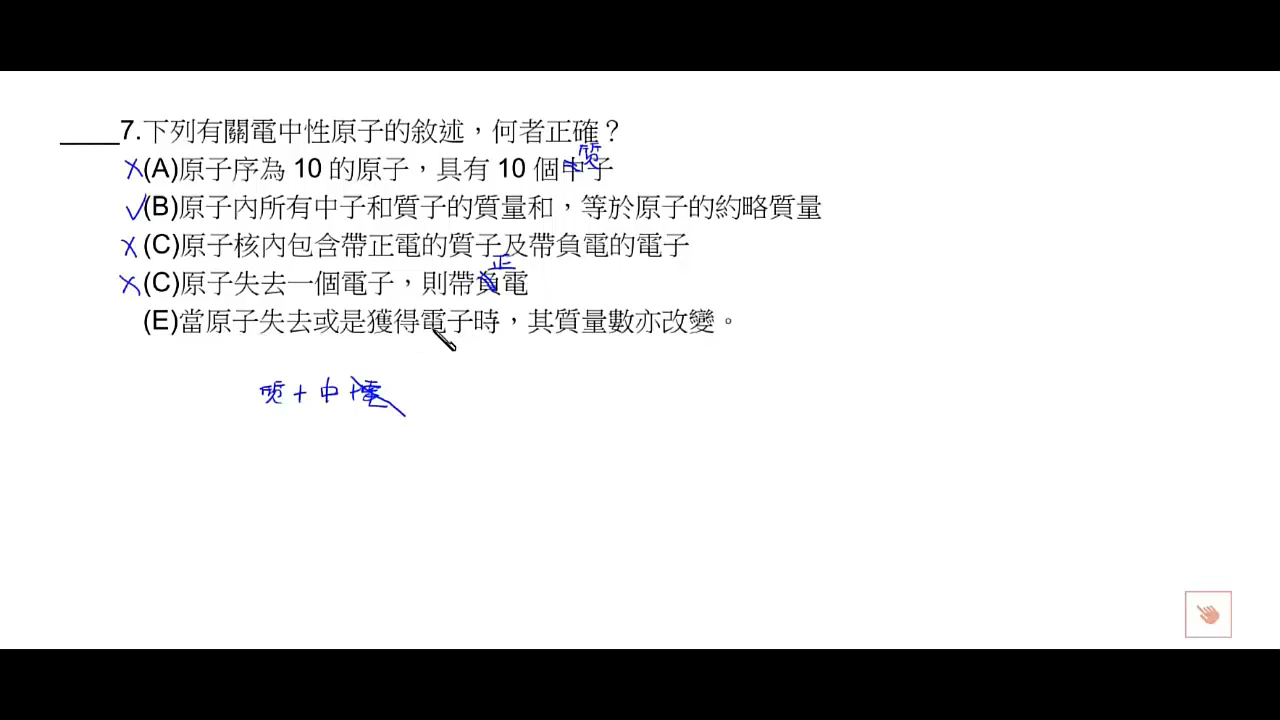 ____7.下列有關電中性原子的敘述，何者正確？
質
×(A)原子序為 10 的原子，具有 10 個中子
✓(B)原子內所有中子和質子的質量和，等於原子的約略質量
×(C)原子核內包含帶正電的質子及帶負電的電子
正
×(C)原子失去一個電子，則帶負電
(E)當原子失去或是獲得電子時，其質量數亦改變。
質+中+電